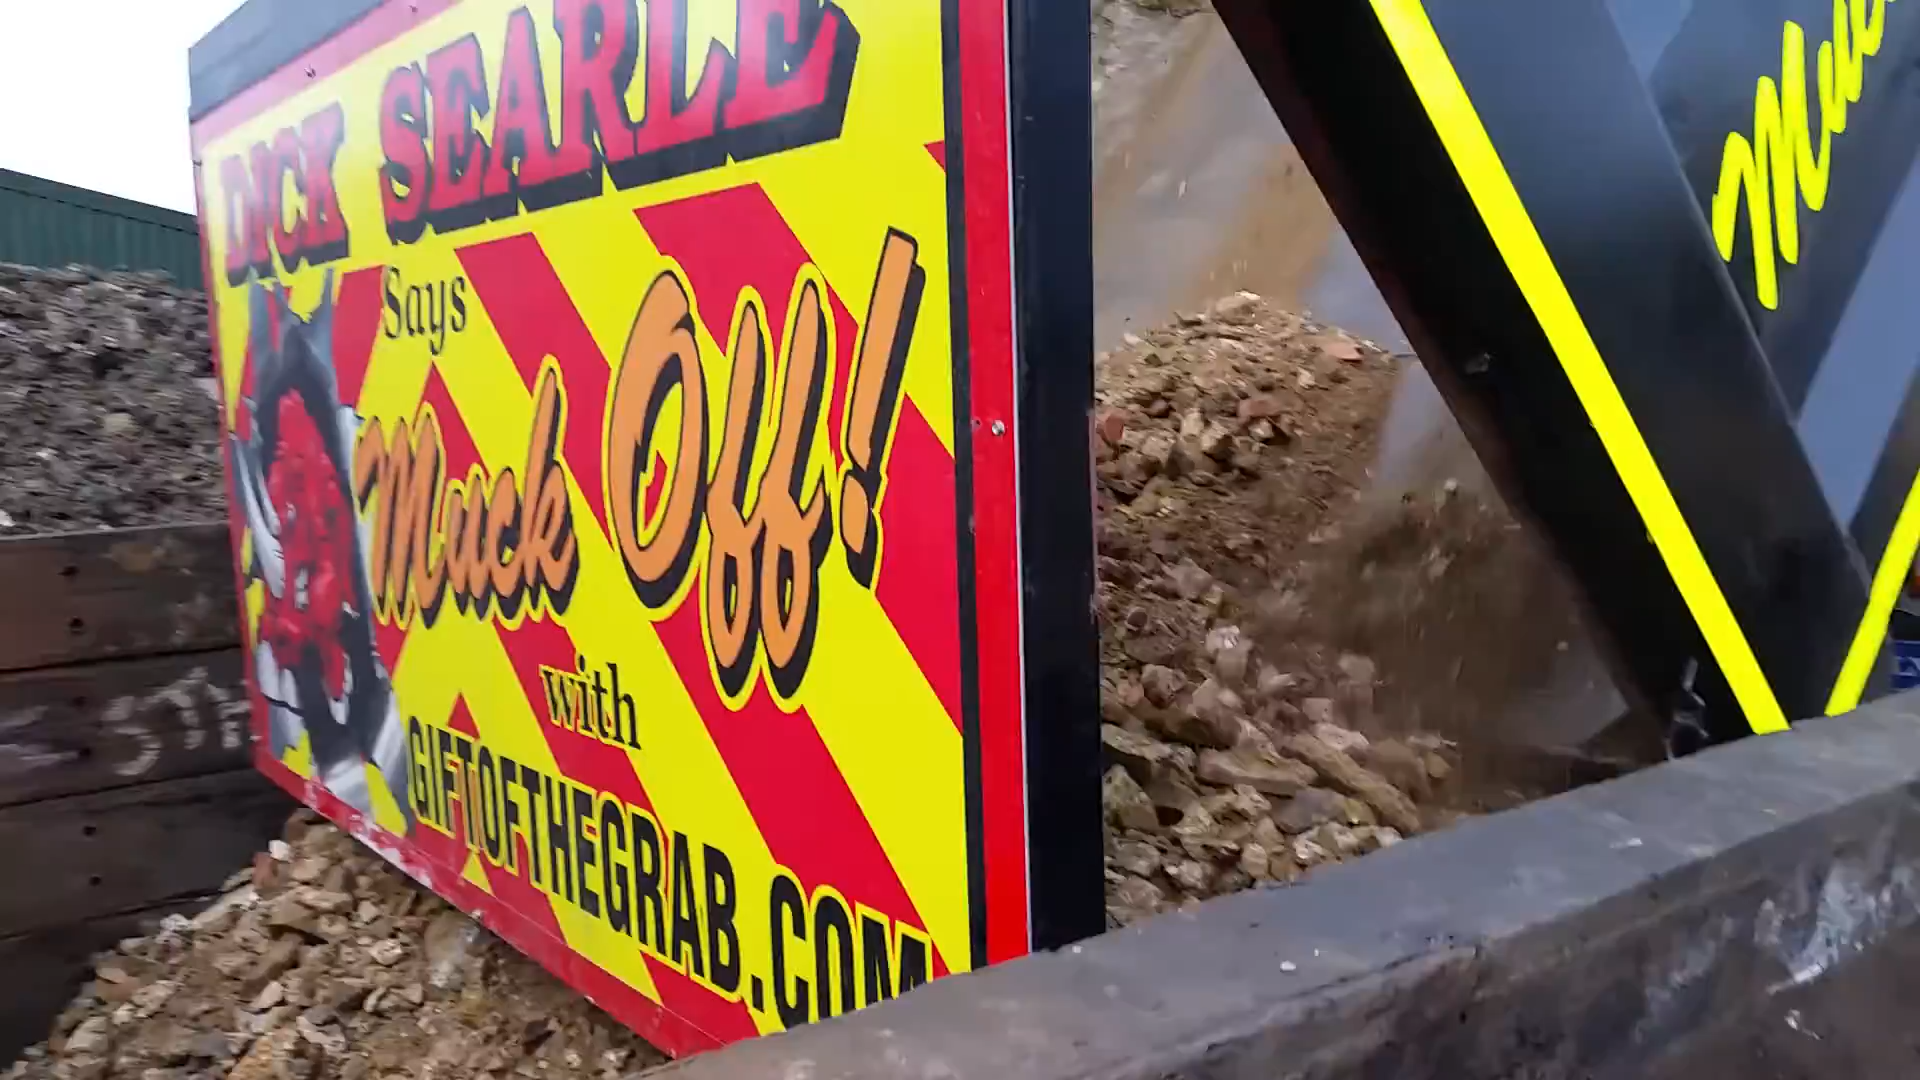 DICK SEARLE
Says
Muck Off!
with
GIFTOFTHEGRAB.COM